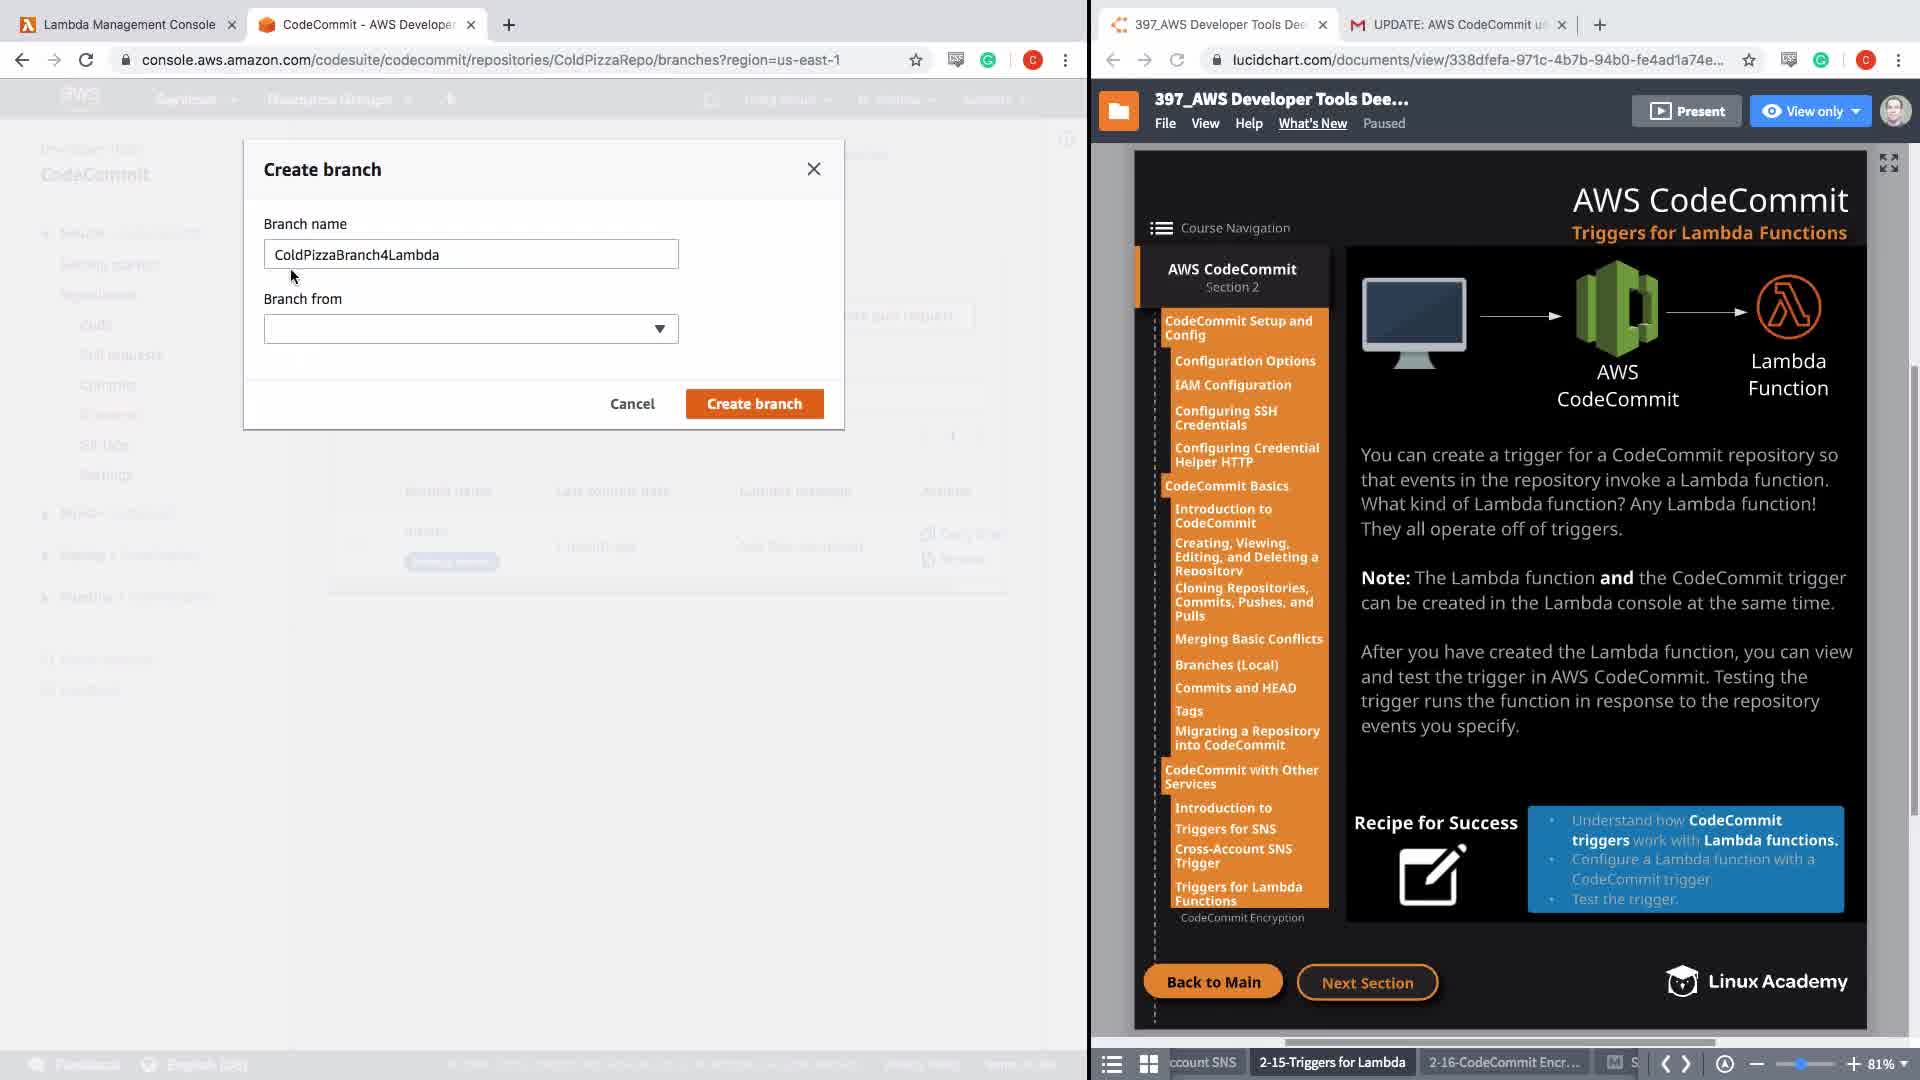 Lambda Management Console
CodeCommit - AWS Developer
console.aws.amazon.com/codesuite/codecommit/repositories/ColdPizzaRepo/branches?region=us-east-1
CodeCommit
Create branch
Branch name
ColdPizzaBranch4Lambda
Branch from
Cancel
Create branch
397_AWS Developer Tools Dee
UPDATE: AWS CodeCommit us
lucidchart.com/documents/view/338dfefa-971c-4b7b-94b0-fe4ad1a74e...
397_AWS Developer Tools Dee...
File View Help What's New Paused
Present
View only
AWS CodeCommit
Triggers for Lambda Functions
Course Navigation
AWS CodeCommit
Section 2
CodeCommit Setup and
Config
Configuration Options
IAM Configuration
Configuring SSH
Credentials
Configuring Credential
Helper HTTP
CodeCommit Basics
Introduction to
CodeCommit
Creating, Viewing,
Editing, and Deleting a
Repository
Cloning Repositories,
Commits, Pushes, and
Pulls
Merging Basic Conflicts
Branches (Local)
Commits and HEAD
Tags
Migrating a Repository
into CodeCommit
CodeCommit with Other
Services
Introduction to
Triggers for SNS
Cross-Account SNS
Trigger
Triggers for Lambda
Functions
CodeCommit Encryption
AWS
CodeCommit
Lambda
Function
You can create a trigger for a CodeCommit repository so
that events in the repository invoke a Lambda function.
What kind of Lambda function? Any Lambda function!
They all operate off of triggers.
Note: The Lambda function and the CodeCommit trigger
can be created in the Lambda console at the same time.
After you have created the Lambda function, you can view
and test the trigger in AWS CodeCommit. Testing the
trigger runs the function in response to the repository
events you specify.
Recipe for Success
• Understand how CodeCommit
triggers work with Lambda functions.
• Configure a Lambda function with a
CodeCommit trigger
• Test the trigger.
Back to Main
Next Section
Linux Academy
ccount SNS
2-15-Triggers for Lambda
2-16-CodeCommit Encr...
81%